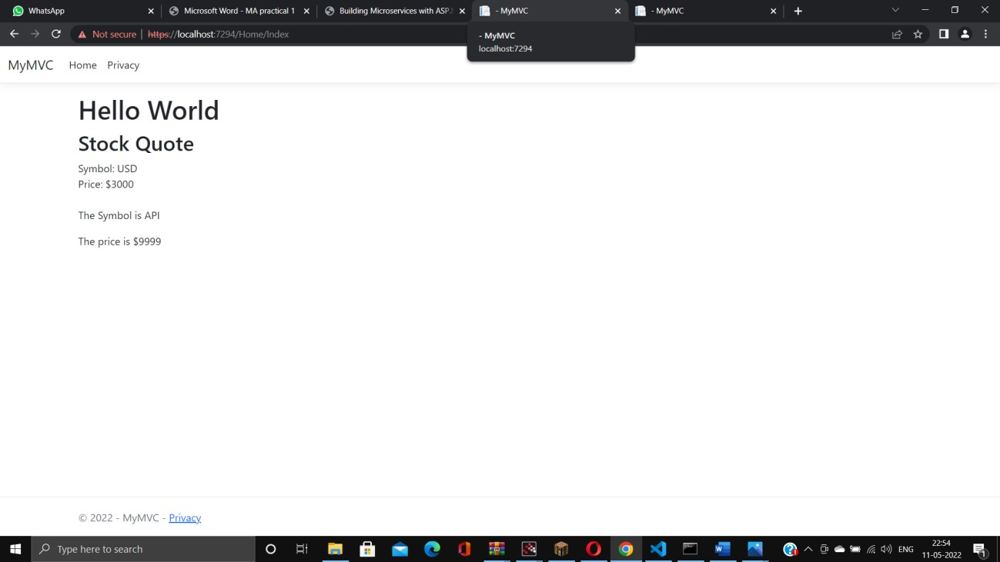 WhatsApp
Microsoft Word - MA practical 1
Building Microservices with ASP.
- MyMVC
- MyMVC
Not secure | https://localhost:7294/Home/Index
- MyMVC
localhost:7294
MyMVC Home Privacy
Hello World
Stock Quote
Symbol: USD
Price: $3000
The Symbol is API
The price is $9999
© 2022 - MyMVC - Privacy
Type here to search
ENG
22:54
11-05-2022
1